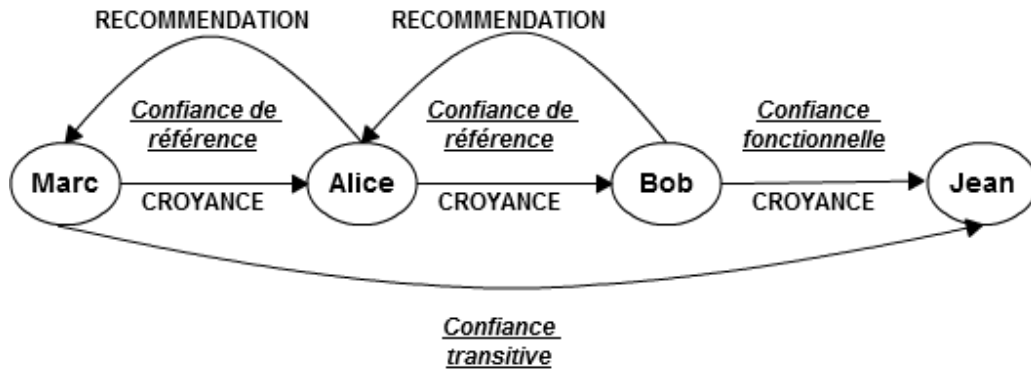 RECOMMENDATION RECOMMENDATION
Confiance de Confiance de Confiance
référence référence fonctionnelle
Marc Alice Bob Jean
CROYANCE CROYANCE CROYANCE
Confiance
transitive